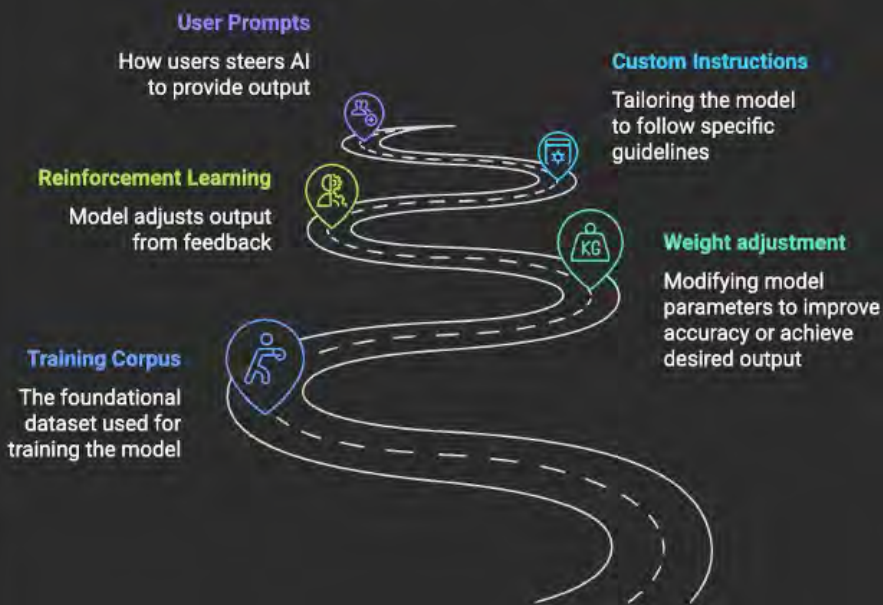 User Prompts
How users steers AI
to provide output
Custom Instructions
Tailoring the model
to follow specific
guidelines
Reinforcement Learning
Model adjusts output
from feedback
KG
Weight adjustment
Modifying model
parameters to improve
accuracy or achieve
desired output
Training Corpus
The foundational
dataset used for
training the model